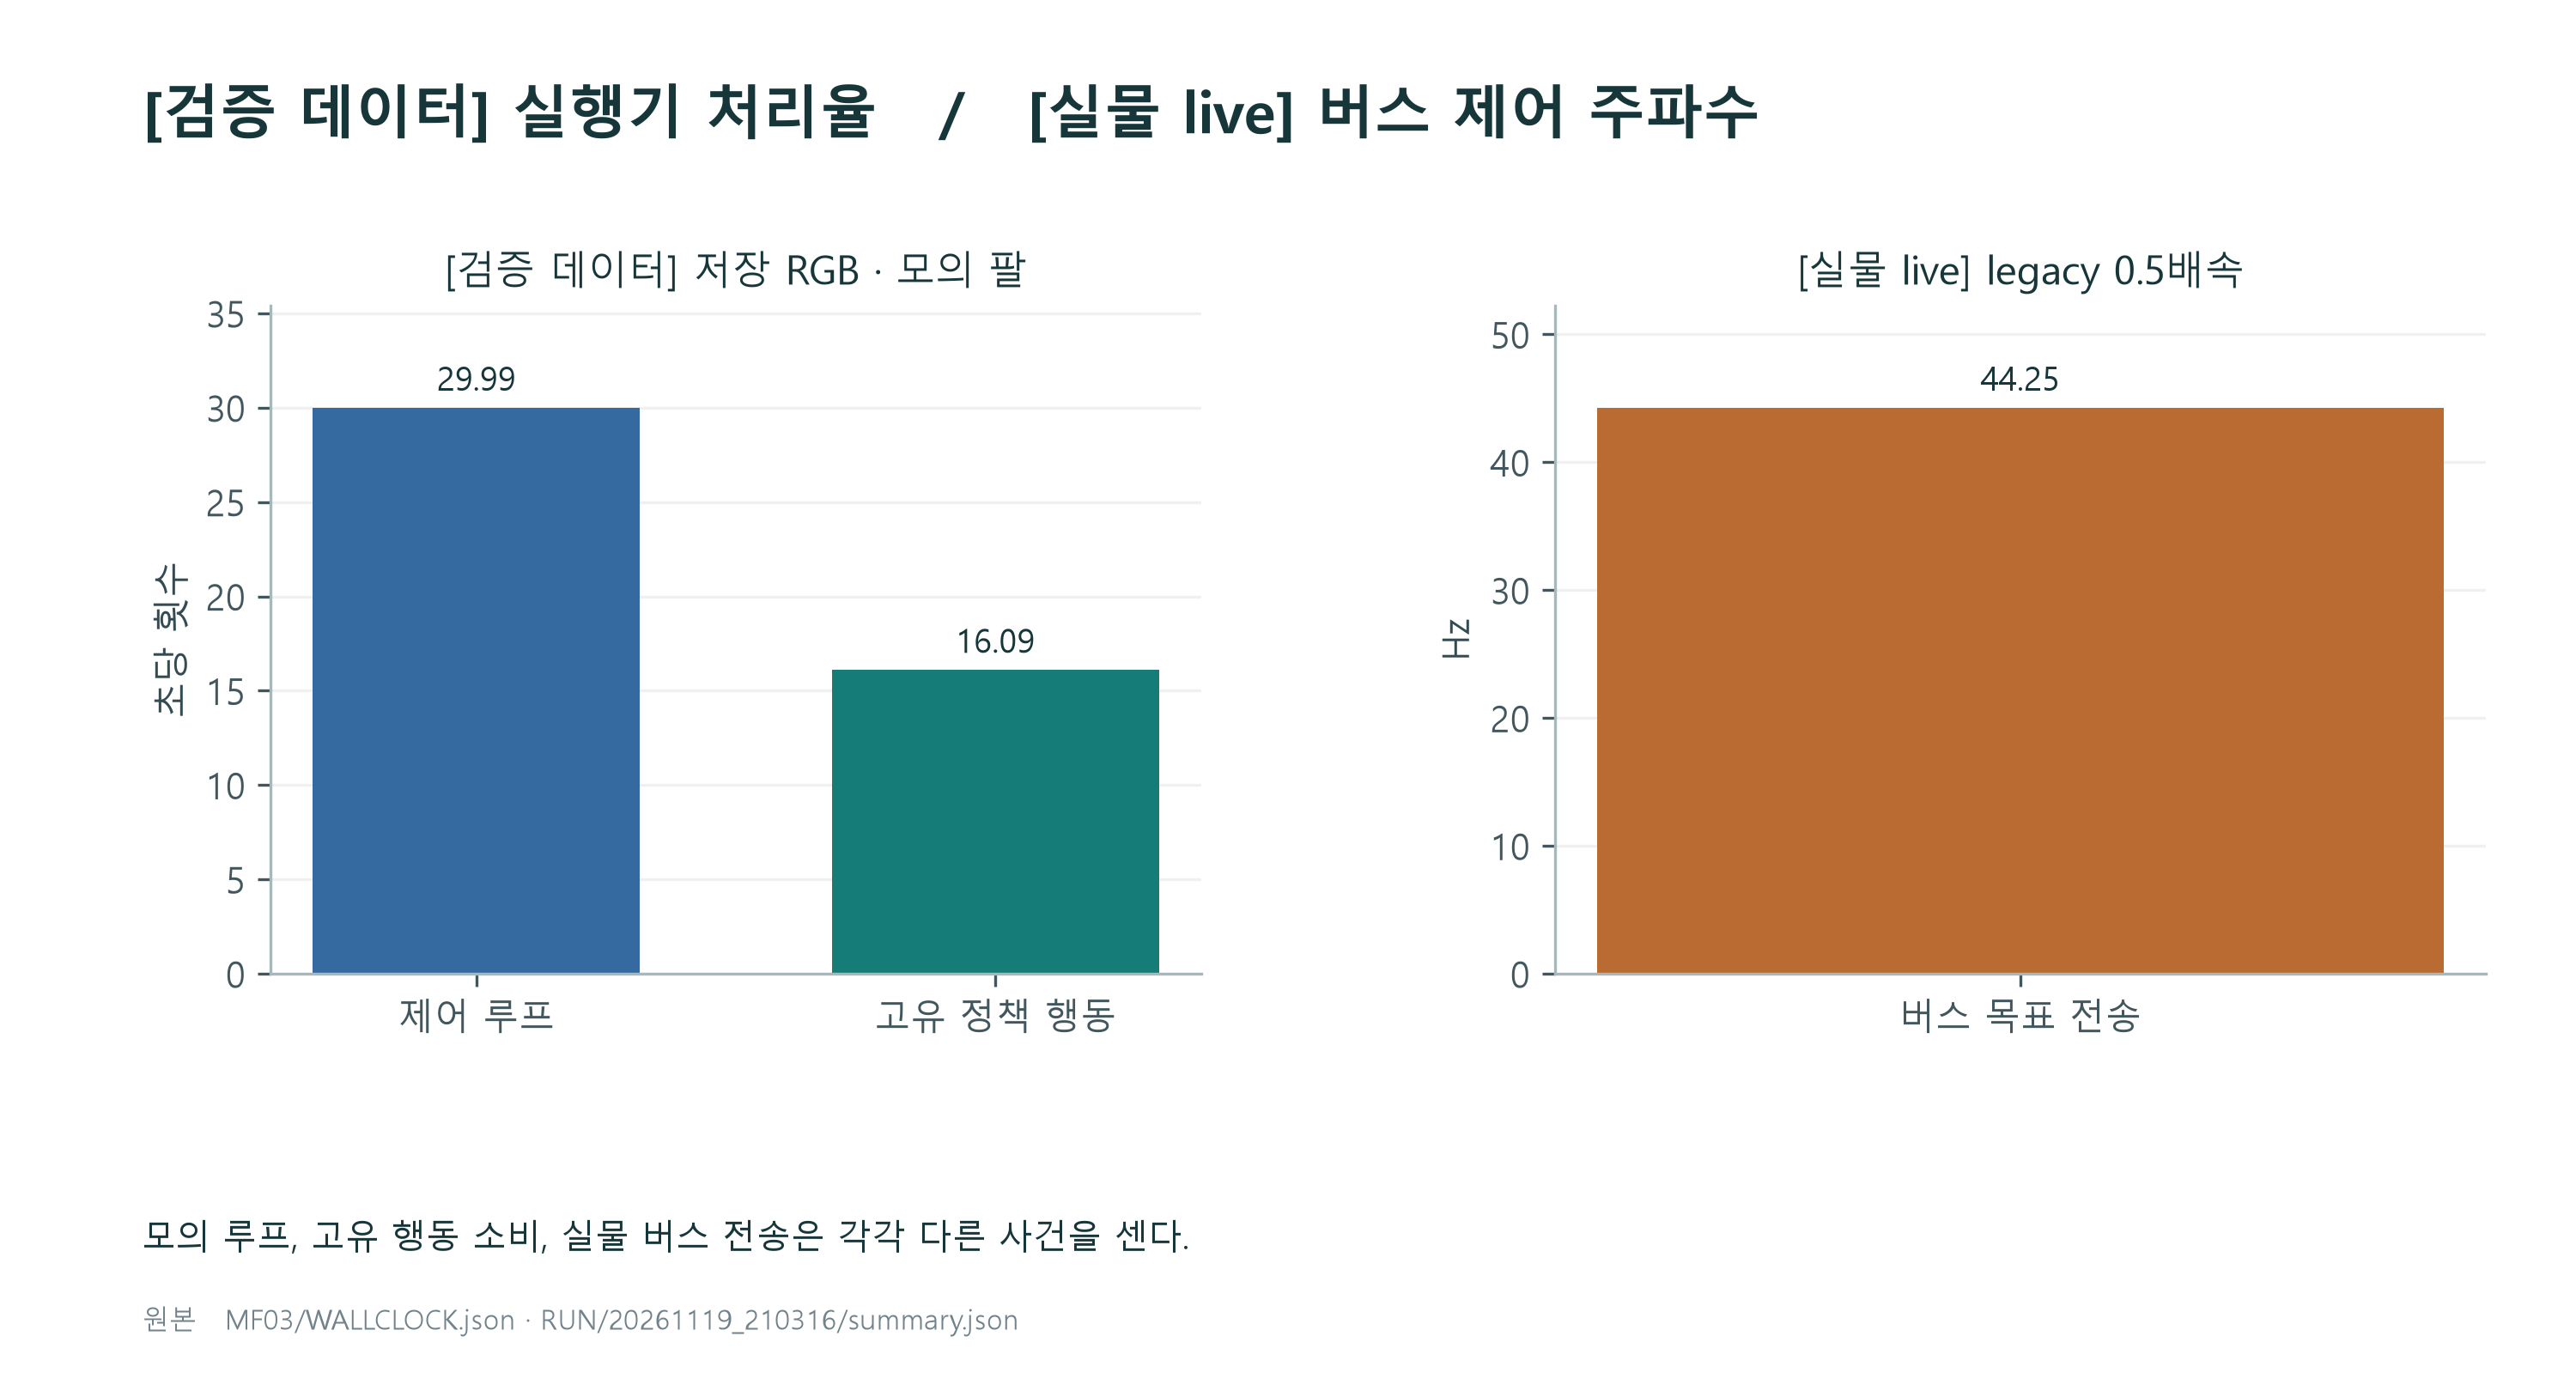 [검증 데이터] 실행기 처리율 / [실물 live] 버스 제어 주파수
[검증 데이터] 저장 RGB · 모의 팔
초당 횟수
35
30
25
20
15
10
5
0
29.99
16.09
제어 루프
고유 정책 행동
[실물 live] legacy 0.5배속
Hz
50
40
30
20
10
0
44.25
버스 목표 전송
모의 루프, 고유 행동 소비, 실물 버스 전송은 각각 다른 사건을 센다.
원본 MF03/WALLCLOCK.json · RUN/20261119_210316/summary.json